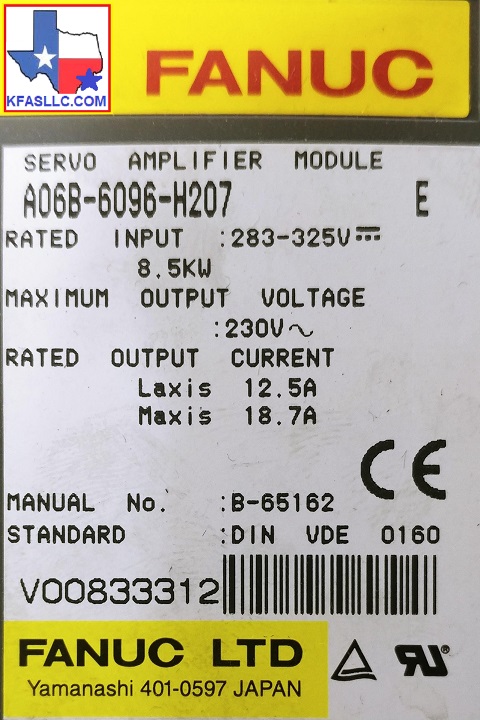 KFASLLC.COM
FANUC
SERVO AMPLIFIER MODULE
A06B-6096-H207 E
RATED INPUT :283-325V⎓
8.5KW
MAXIMUM OUTPUT VOLTAGE
:230V～
RATED OUTPUT CURRENT
Laxis 12.5A
Maxis 18.7A
CE
MANUAL No. :B-65162
STANDARD :DIN VDE 0160
V00833312
FANUC LTD
Yamanashi 401-0597 JAPAN